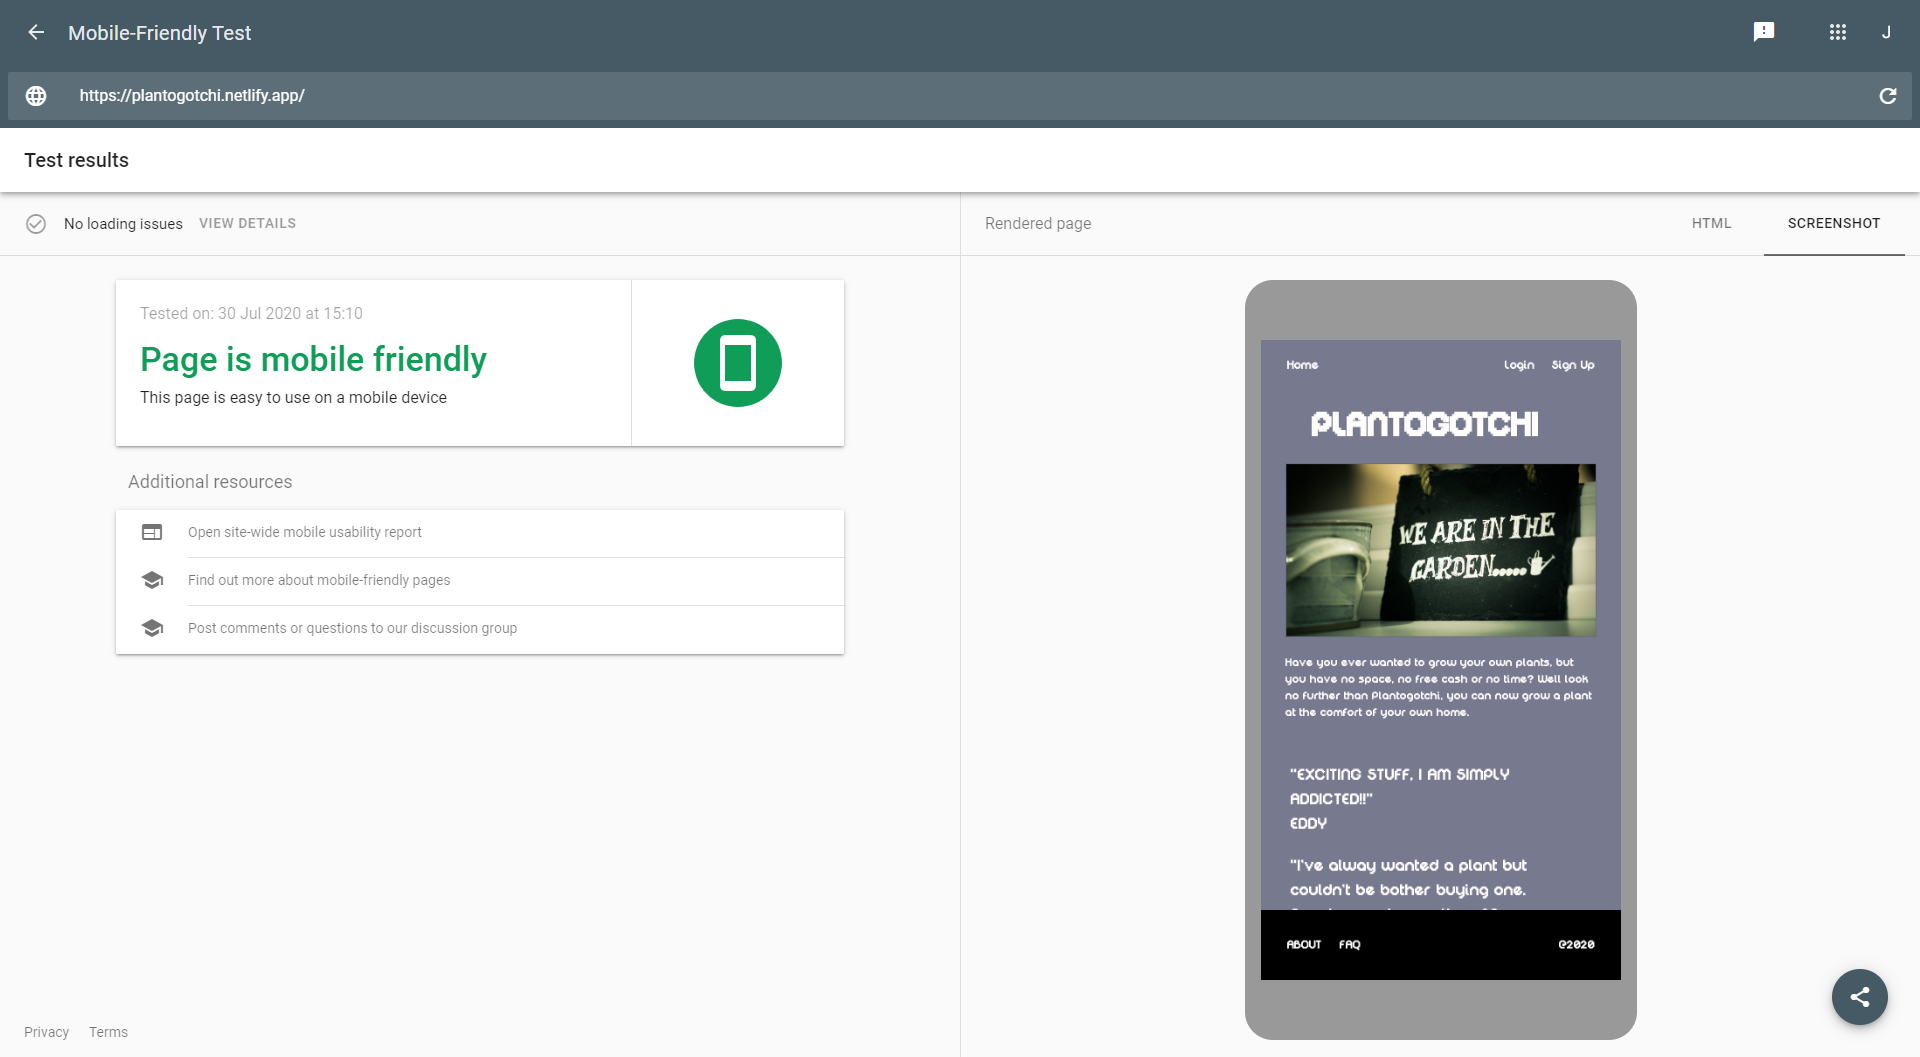 Mobile-Friendly Test
J
https://plantogotchi.netlify.app/
Test results
No loading issues VIEW DETAILS
Tested on: 30 Jul 2020 at 15:10
Page is mobile friendly
This page is easy to use on a mobile device
Additional resources
Open site-wide mobile usability report
Find out more about mobile-friendly pages
Post comments or questions to our discussion group
Privacy Terms
Rendered page HTML SCREENSHOT
Home Login Sign Up
PLANTOGOTCHI
WE ARE IN THE
GARDEN.....
Have you ever wanted to grow your own plants, but
you have no space, no free cash or no time? Well look
no further than Plantogotchi, you can now grow a plant
at the comfort of your own home.
"EXCITING STUFF, I AM SIMPLY
ADDICTED!!"
EDDY
"I've alway wanted a plant but
couldn't be bother buying one.
ABOUT FAQ ©2020